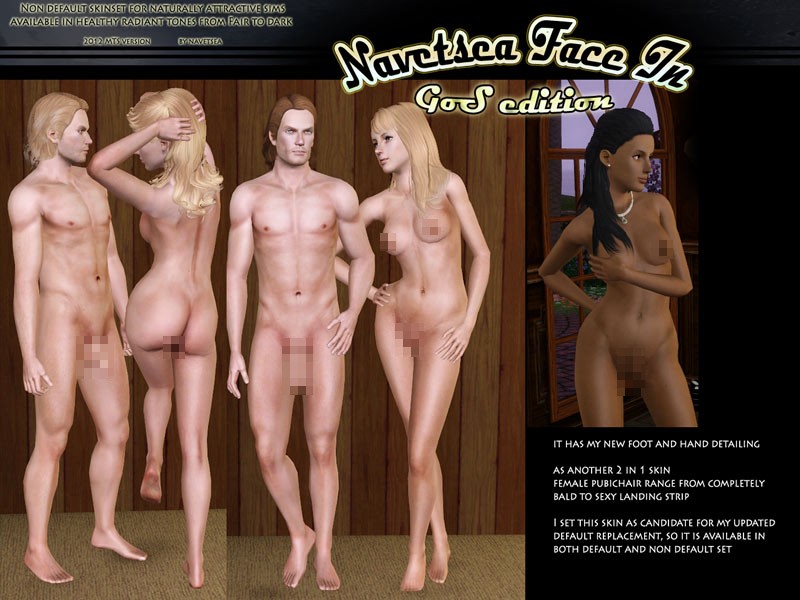 Non default skinset for naturally attractive sims
available in healthy radiant tones from Fair to dark
2012 MTS version by navetsea
Navetsea Face In
GoS edition
it has my new foot and hand detailing
as another 2 in 1 skin
female pubichair range from completely
bald to sexy landing strip
I set this skin as candidate for my updated
default replacement, so it is available in
both default and non default set